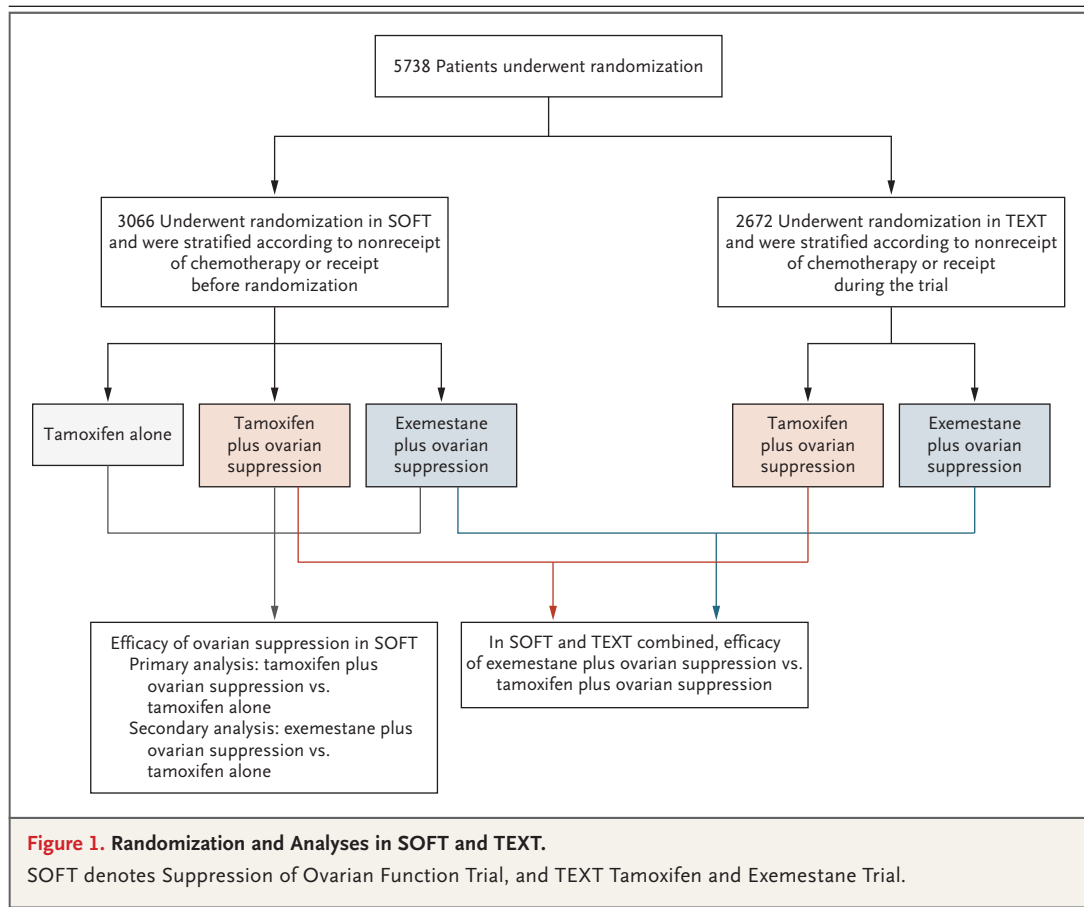 5738 Patients underwent randomization
3066 Underwent randomization in SOFT
and were stratified according to nonreceipt
of chemotherapy or receipt
before randomization
2672 Underwent randomization in TEXT
and were stratified according to nonreceipt
of chemotherapy or receipt
during the trial
Tamoxifen alone
Tamoxifen
plus ovarian
suppression
Exemestane
plus ovarian
suppression
Tamoxifen
plus ovarian
suppression
Exemestane
plus ovarian
suppression
Efficacy of ovarian suppression in SOFT
Primary analysis: tamoxifen plus
ovarian suppression vs.
tamoxifen alone
Secondary analysis: exemestane plus
ovarian suppression vs.
tamoxifen alone
In SOFT and TEXT combined, efficacy
of exemestane plus ovarian suppression vs.
tamoxifen plus ovarian suppression
Figure 1. Randomization and Analyses in SOFT and TEXT.
SOFT denotes Suppression of Ovarian Function Trial, and TEXT Tamoxifen and Exemestane Trial.